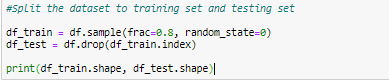 #Split the dataset to training set and testing set
df_train = df.sample(frac=0.8, random_state=0)
df_test = df.drop(df_train.index)
print(df_train.shape, df_test.shape)